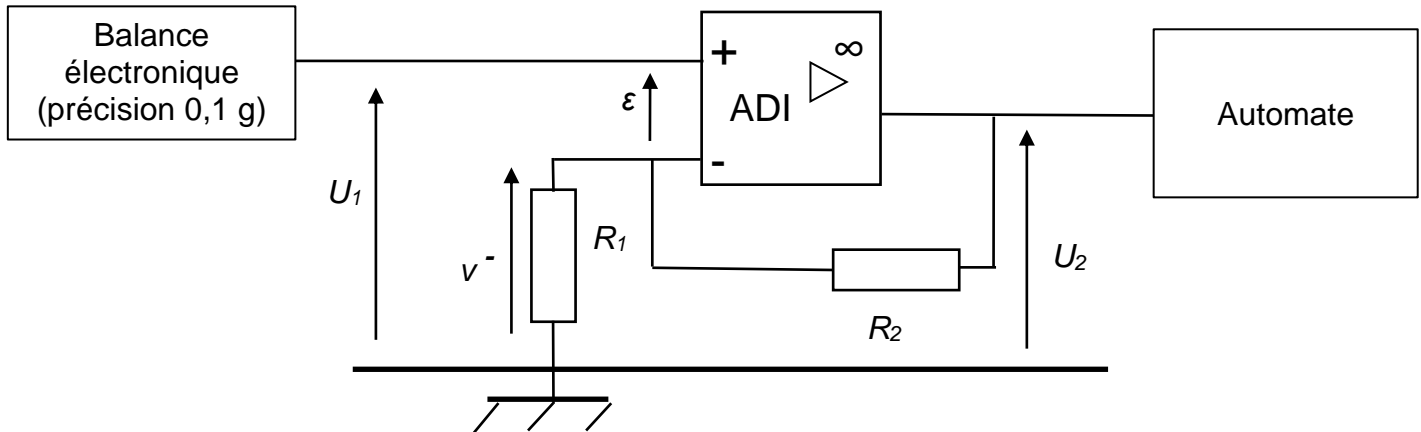 Balance
électronique
(précision 0,1 g)
+
∞
ADI
-
ε
Automate
U1
v -
R1
R2
U2